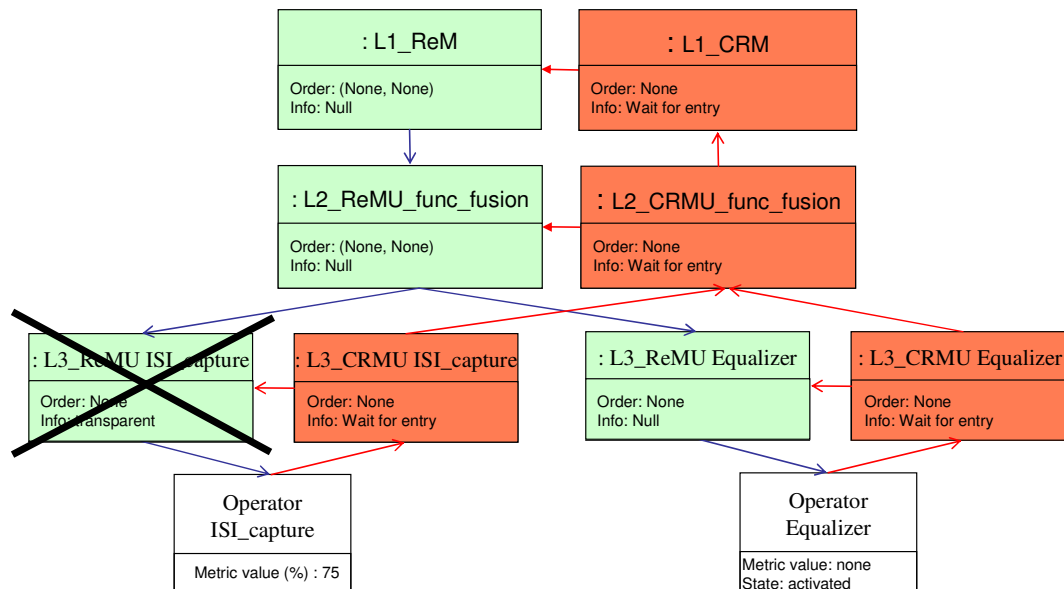 : L1_ReM
Order: (None, None)
Info: Null
: L1_CRM
Order: None
Info: Wait for entry
: L2_ReMU_func_fusion
Order: (None, None)
Info: Null
: L2_CRMU_func_fusion
Order: None
Info: Wait for entry
: L3_ReMU ISI_capture
Order: None
Info: transparent
: L3_CRMU ISI_capture
Order: None
Info: Wait for entry
: L3_ReMU Equalizer
Order: None
Info: Null
: L3_CRMU Equalizer
Order: None
Info: Wait for entry
Operator
ISI_capture
Metric value (%) : 75
Operator
Equalizer
Metric value: none
State: activated